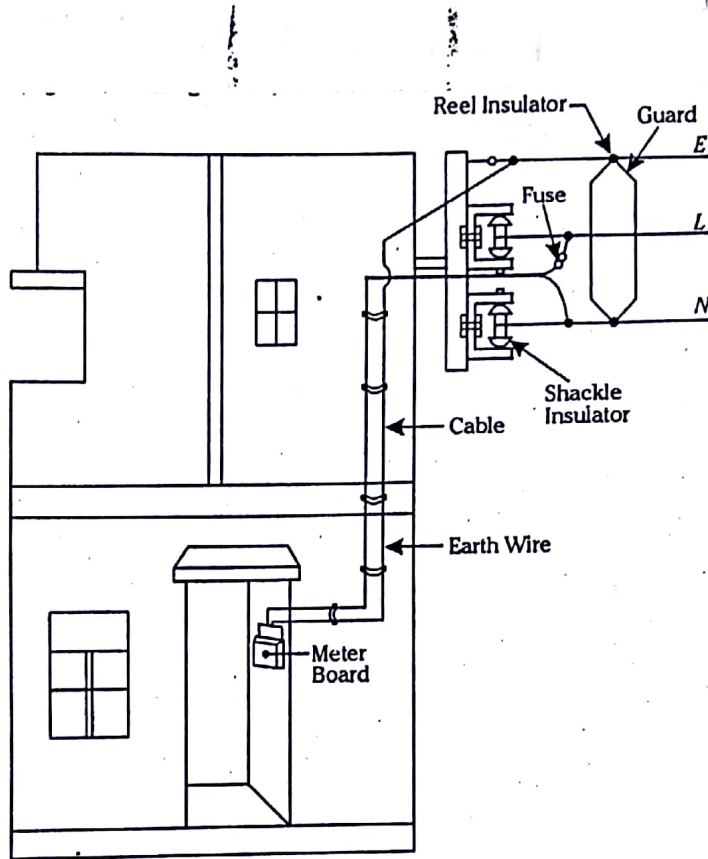 Reel Insulator
Guard
E
Fuse
L
N
Shackle
Insulator
Cable
Earth Wire
Meter
Board